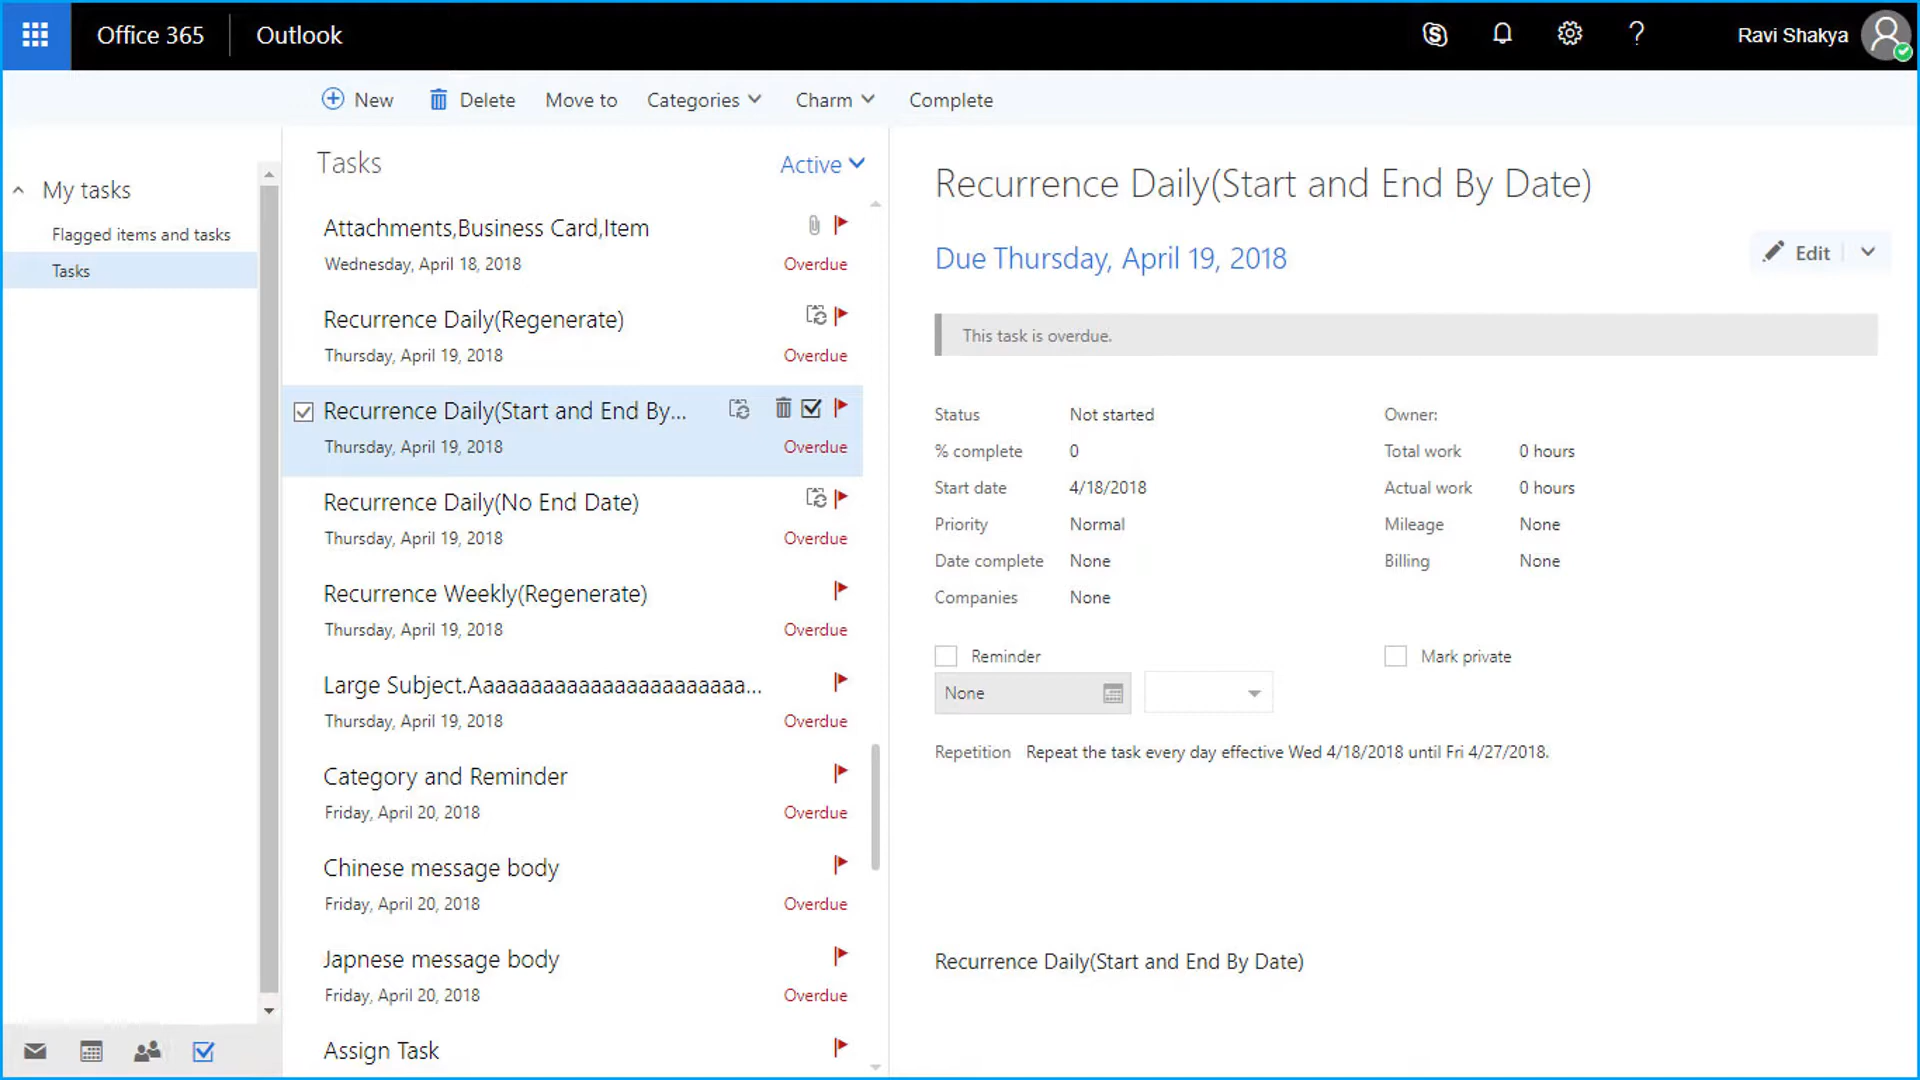 Office 365 Outlook Ravi Shakya
New Delete Move to Categories Charm Complete
My tasks
Flagged items and tasks
Tasks
Tasks Active
Attachments,Business Card,Item
Wednesday, April 18, 2018 Overdue
Recurrence Daily(Regenerate)
Thursday, April 19, 2018 Overdue
Recurrence Daily(Start and End By...
Thursday, April 19, 2018 Overdue
Recurrence Daily(No End Date)
Thursday, April 19, 2018 Overdue
Recurrence Weekly(Regenerate)
Thursday, April 19, 2018 Overdue
Large Subject.Aaaaaaaaaaaaaaaaaaaaaaa...
Thursday, April 19, 2018 Overdue
Category and Reminder
Friday, April 20, 2018 Overdue
Chinese message body
Friday, April 20, 2018 Overdue
Japnese message body
Friday, April 20, 2018 Overdue
Assign Task
Recurrence Daily(Start and End By Date)
Due Thursday, April 19, 2018
Edit
This task is overdue.
Status Not started Owner:
% complete 0 Total work 0 hours
Start date 4/18/2018 Actual work 0 hours
Priority Normal Mileage None
Date complete None Billing None
Companies None
Reminder Mark private
None
Repetition Repeat the task every day effective Wed 4/18/2018 until Fri 4/27/2018.
Recurrence Daily(Start and End By Date)